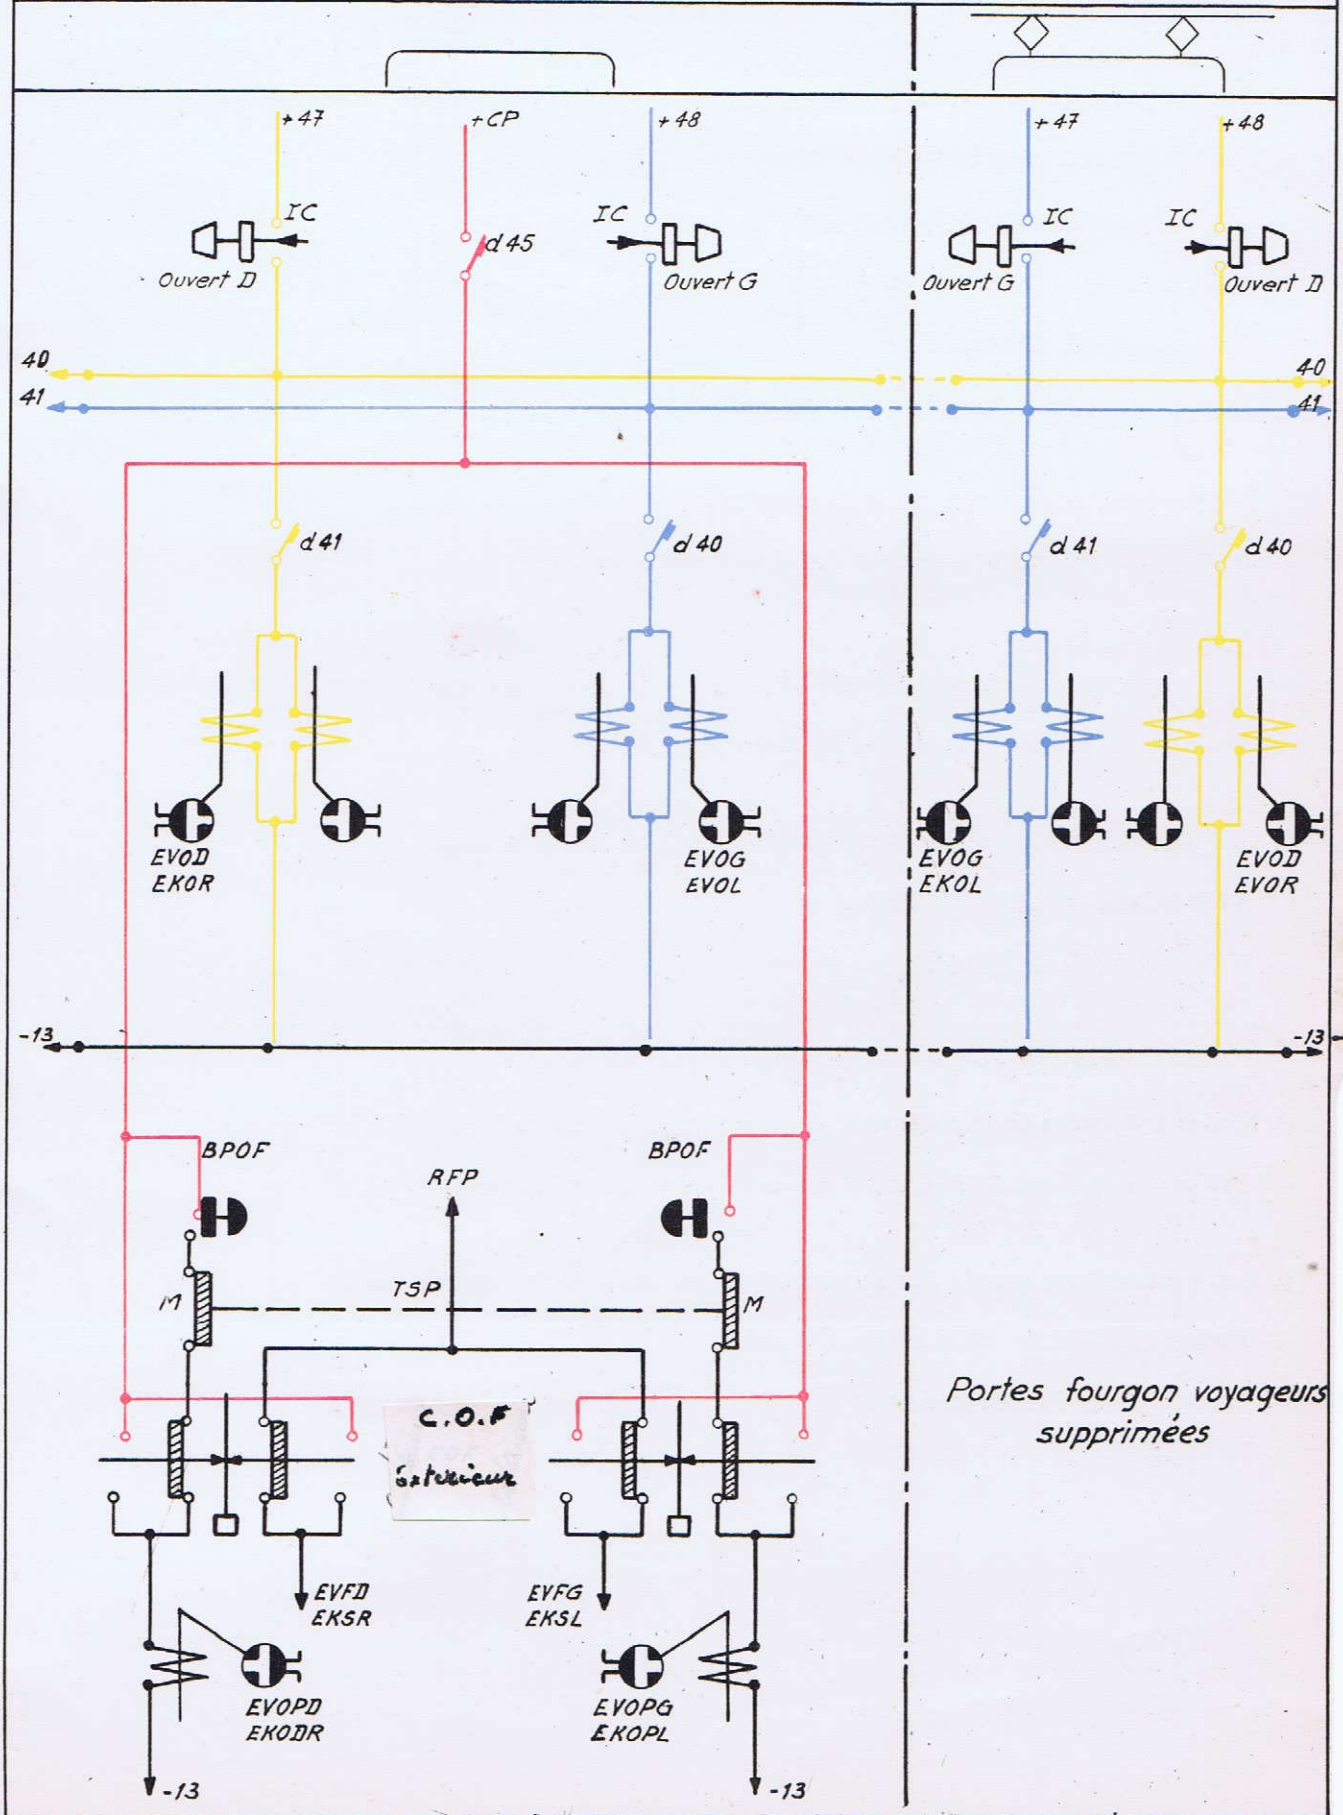 +47
+CP
+48
+47
+48
IC
d45
IC
IC
IC
Ouvert D
Ouvert G
Ouvert G
Ouvert D
40
40
41
41
d41
d40
d41
d40
EVOD
EKOR
EVOG
EVOL
EVOG
EKOL
EVOD
EVOR
-13
-13
BPOF
BPOF
RFP
M
TSP
M
C.O.F
extérieur
Portes fourgon voyageurs
supprimées
EVFD
EKSR
EVFG
EKSL
EVOPD
EKODR
EVOPG
EKOPL
-13
-13